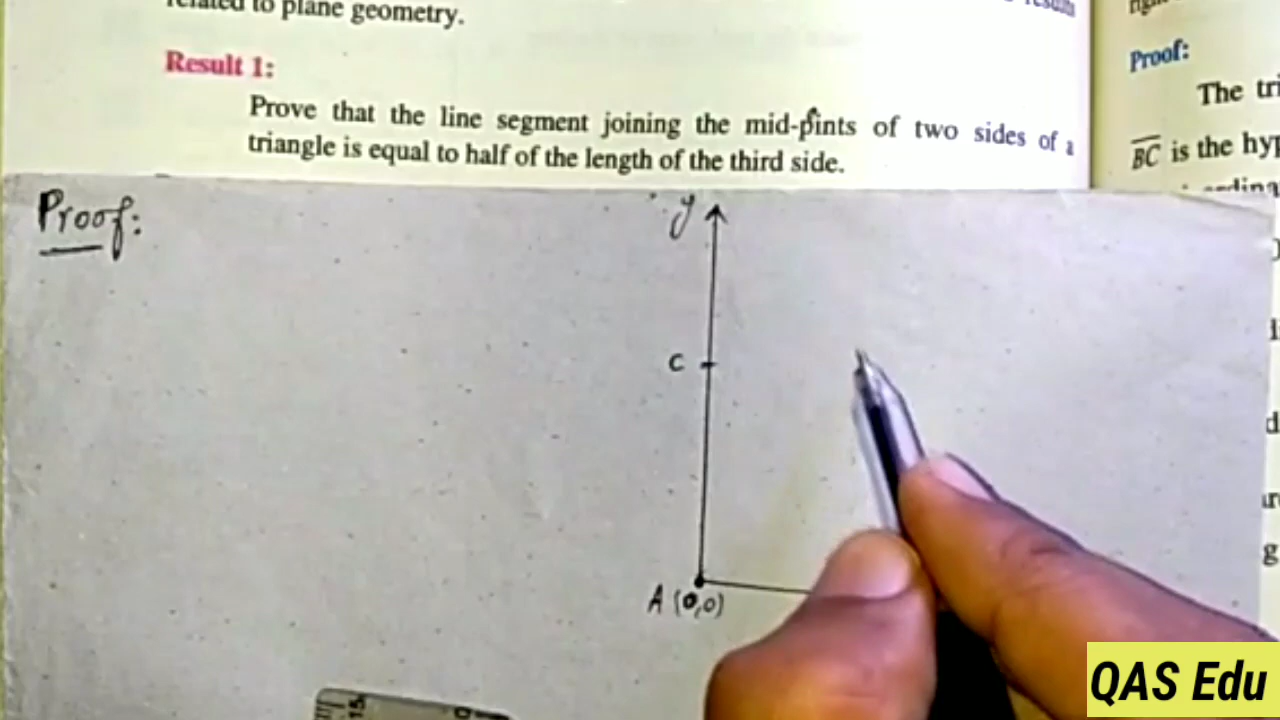 related to plane geometry.
Result 1:
Prove that the line segment joining the mid-pints of two sides of a
triangle is equal to half of the length of the third side.
Proof:
The tri
BC is the hyp
Proof:
y
C
A (0,0)
15
QAS Edu